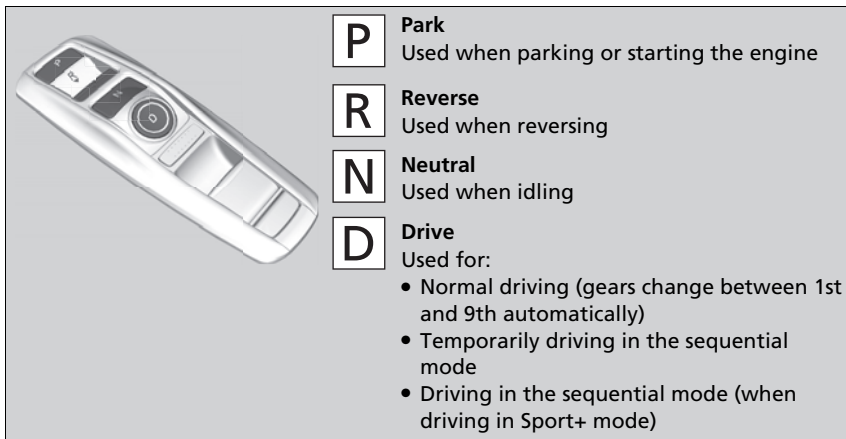 P
Park
Used when parking or starting the engine
R
Reverse
Used when reversing
N
Neutral
Used when idling
D
Drive
Used for:
• Normal driving (gears change between 1st
and 9th automatically)
• Temporarily driving in the sequential
mode
• Driving in the sequential mode (when
driving in Sport+ mode)
P
R
N
D